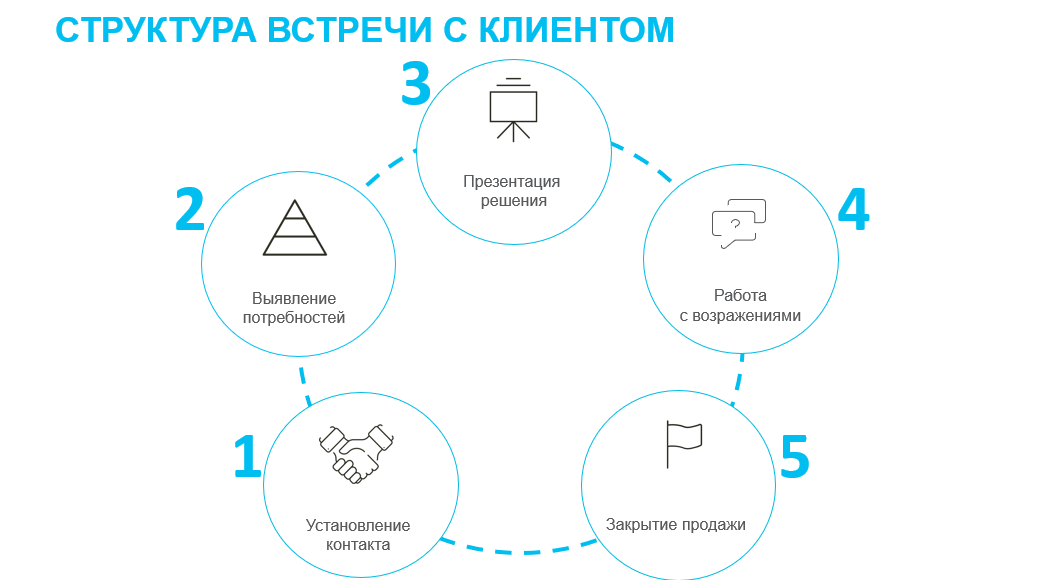 СТРУКТУРА ВСТРЕЧИ С КЛИЕНТОМ
1
Установление
контакта
2
Выявление
потребностей
3
Презентация
решения
4
?
Работа
с возражениями
5
Закрытие продажи